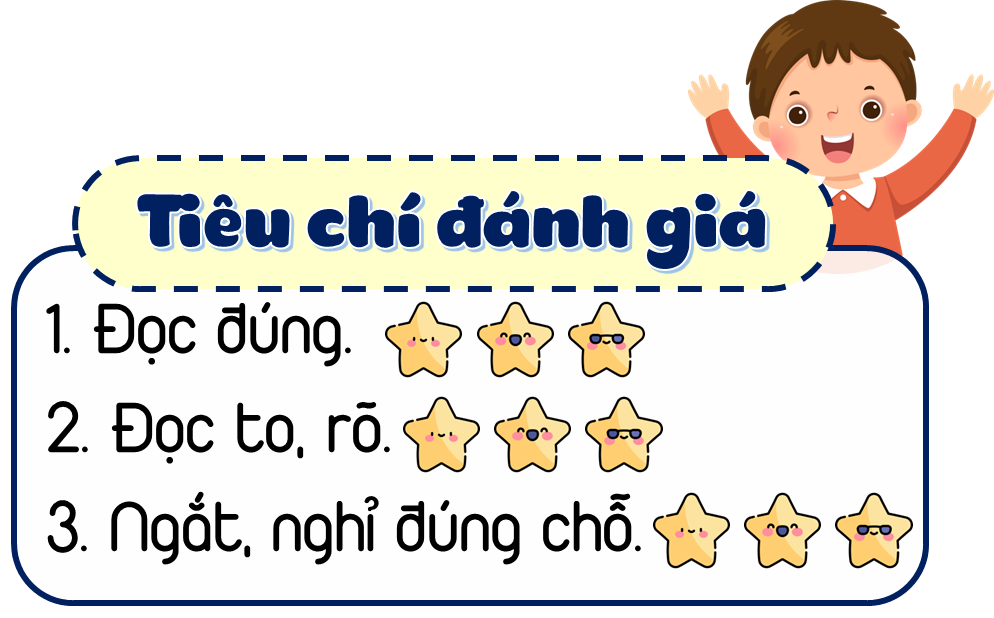 Tiêu chí đánh giá
1. Đọc đúng.
2. Đọc to, rõ.
3. Ngắt, nghỉ đúng chỗ.